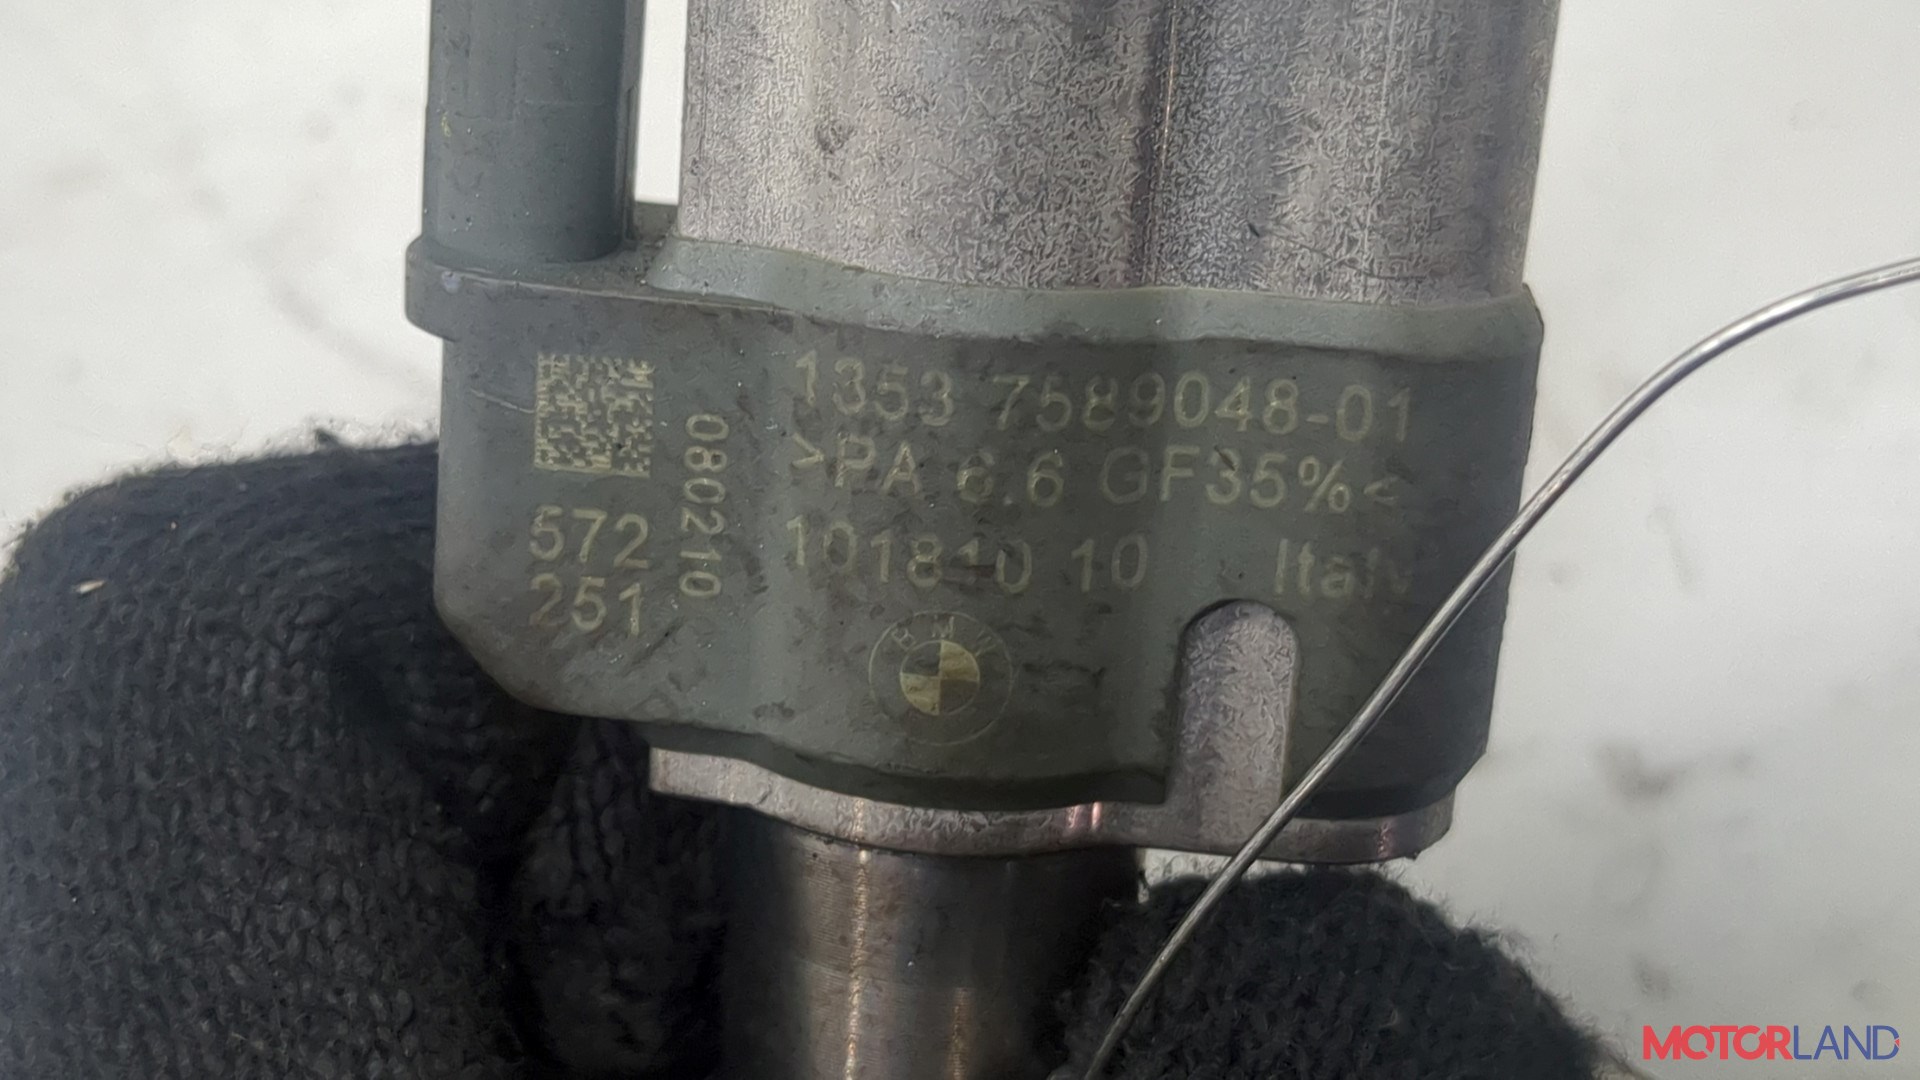 1353 7589048-01
>PA 6.6 GF35%<
080210
572
251
101810 10 Italy
BMW
MOTORLAND